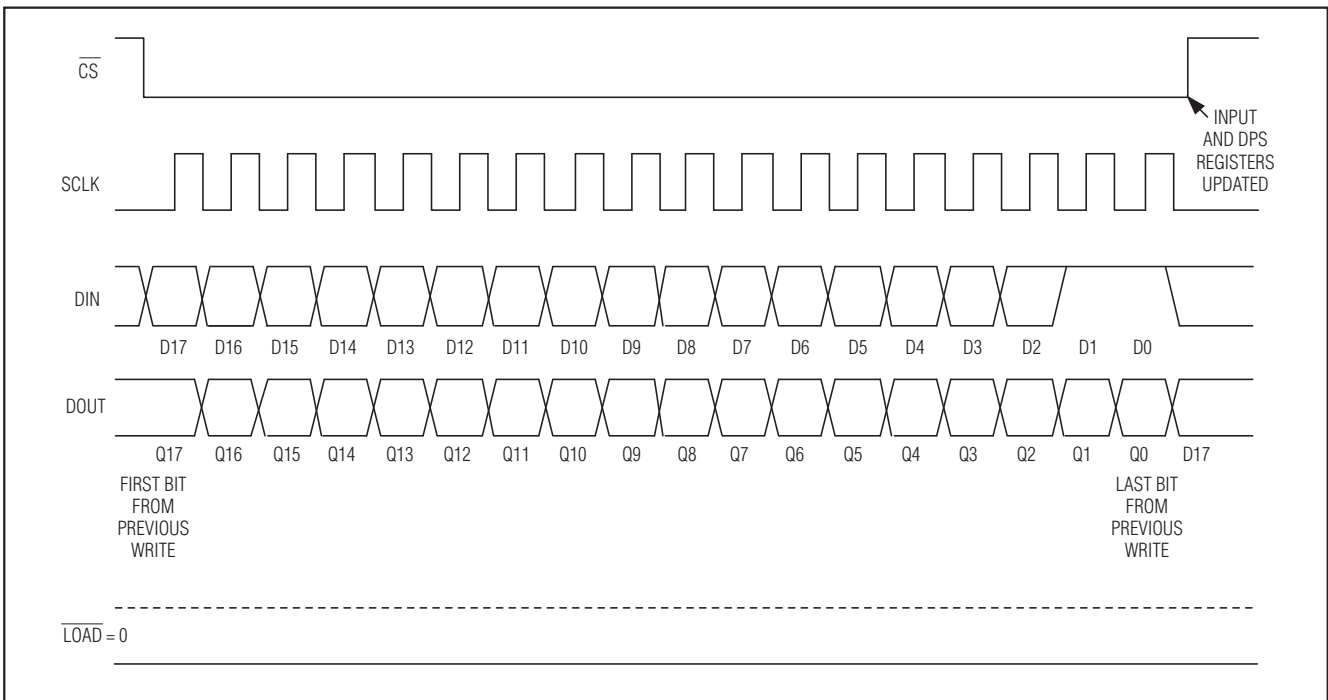 CS
INPUT
AND DPS
REGISTERS
UPDATED
SCLK
DIN
D17 D16 D15 D14 D13 D12 D11 D10 D9 D8 D7 D6 D5 D4 D3 D2 D1 D0
DOUT
Q17 Q16 Q15 Q14 Q13 Q12 Q11 Q10 Q9 Q8 Q7 Q6 Q5 Q4 Q3 Q2 Q1 Q0 D17
FIRST BIT
FROM
PREVIOUS
WRITE
LAST BIT
FROM
PREVIOUS
WRITE
LOAD = 0